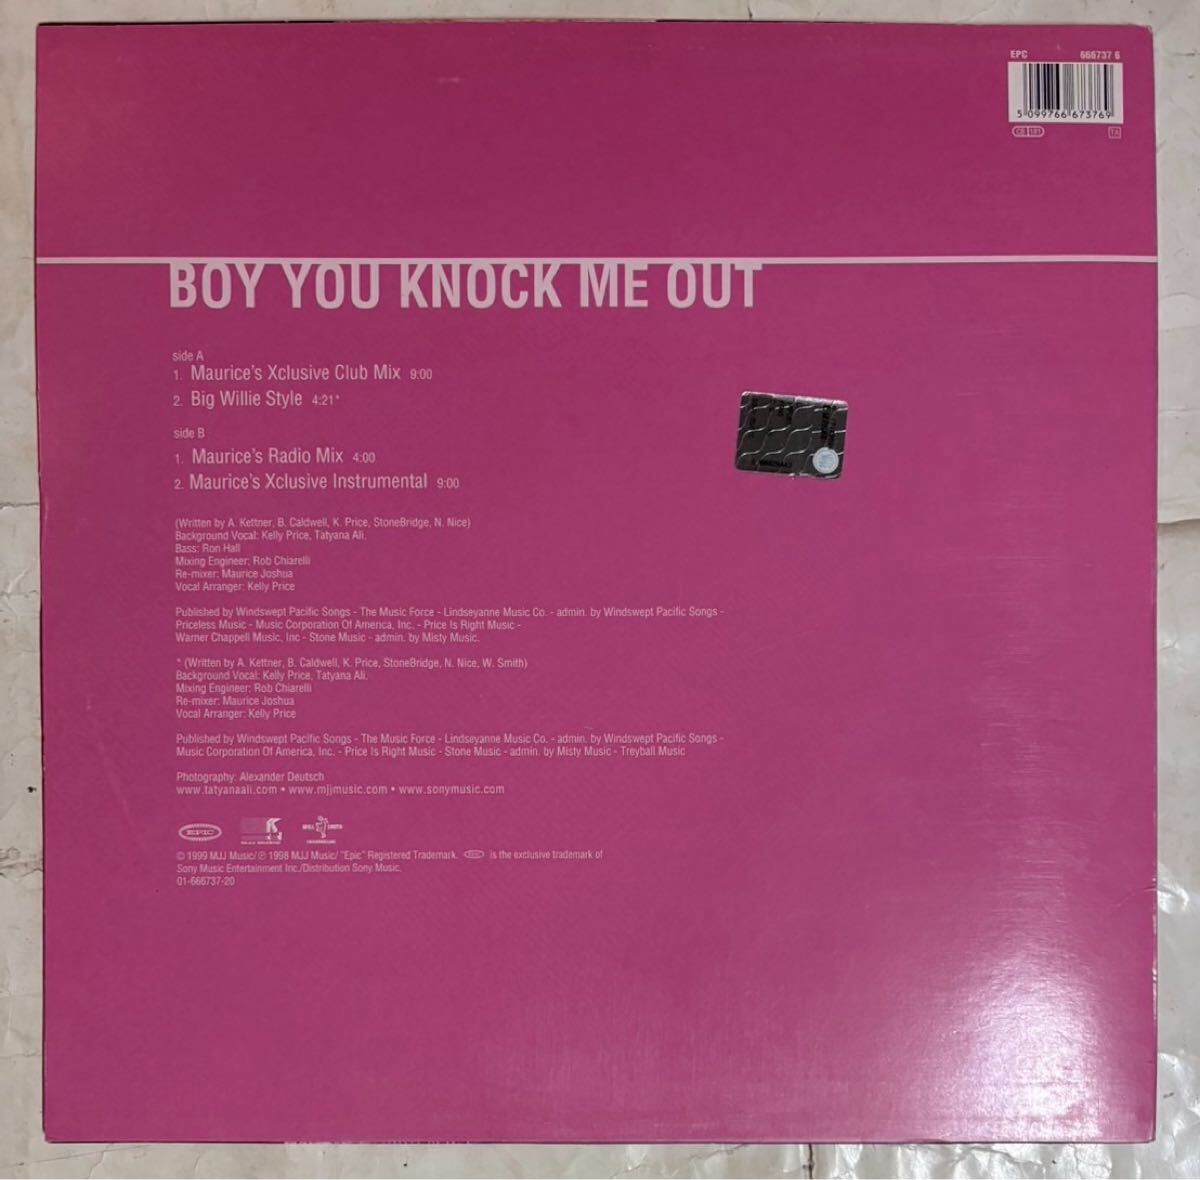 EPC 666737 6
5 099766 673769
CB 181 TA
BOY YOU KNOCK ME OUT
side A
1. Maurice's Xclusive Club Mix 9:00
2. Big Willie Style 4:21*
side B
1. Maurice's Radio Mix 4:00
2. Maurice's Xclusive Instrumental 9:00
(Written by A. Kettner, B. Caldwell, K. Price, StoneBridge, N. Nice)
Background Vocal: Kelly Price, Tatyana Ali.
Bass: Ron Hall
Mixing Engineer: Rob Chiarelli
Re-mixer: Maurice Joshua
Vocal Arranger: Kelly Price
Published by Windswept Pacific Songs - The Music Force - Lindseyanne Music Co. - admin. by Windswept Pacific Songs -
Priceless Music - Music Corporation Of America, Inc. - Price Is Right Music -
Warner Chappell Music, Inc - Stone Music - admin. by Misty Music.
* (Written by A. Kettner, B. Caldwell, K. Price, StoneBridge, N. Nice, W. Smith)
Background Vocal: Kelly Price, Tatyana Ali.
Mixing Engineer: Rob Chiarelli
Re-mixer: Maurice Joshua
Vocal Arranger: Kelly Price
Published by Windswept Pacific Songs - The Music Force - Lindseyanne Music Co. - admin. by Windswept Pacific Songs -
Music Corporation Of America, Inc. - Price Is Right Music - Stone Music - admin. by Misty Music - Treyball Music
Photography: Alexander Deutsch
www.tatyanaali.com • www.mjjmusic.com • www.sonymusic.com
EPIC WILL SMITH
© 1999 MJJ Music/℗ 1998 MJJ Music/ "Epic" Registered Trademark. EPIC is the exclusive trademark of
Sony Music Entertainment Inc./Distribution Sony Music.
01-666737-20